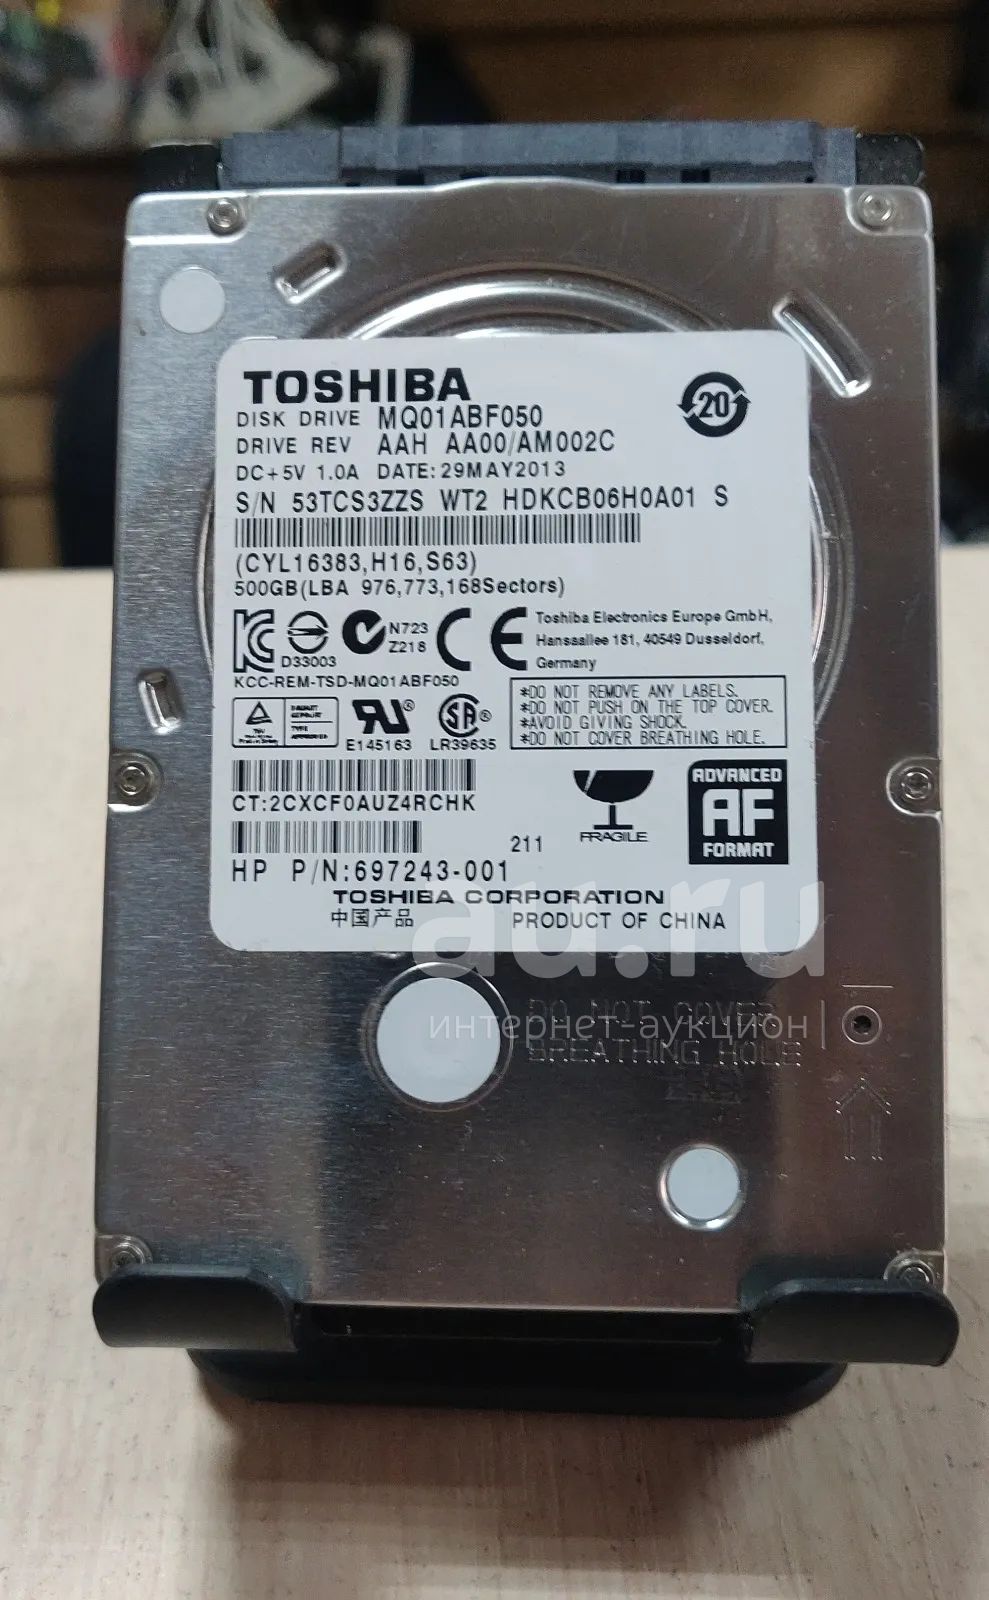 TOSHIBA
DISK DRIVE MQ01ABF050
DRIVE REV AAH AA00/AM002C
DC+5V 1.0A DATE:29MAY2013
20
S/N 53TCS3ZZS WT2 HDKCB06H0A01 S
(CYL16383,H16,S63)
500GB(LBA 976,773,168Sectors)
KC
D33003
N723
Z218
CE
Toshiba Electronics Europe GmbH,
Hansaallee 181, 40549 Dusseldorf,
Germany
KCC-REM-TSD-MQ01ABF050
E145163
SA
LR39635
*DO NOT REMOVE ANY LABELS.
*DO NOT PUSH ON THE TOP COVER.
*AVOID GIVING SHOCK.
*DO NOT COVER BREATHING HOLE.
CT:2CXCF0AUZ4RCHK
211
FRAGILE
ADVANCED
AF
FORMAT
HP P/N:697243-001
TOSHIBA CORPORATION
中国产品 PRODUCT OF CHINA
au.ru
интернет-аукцион
DO NOT COVER
BREATHING HOLE